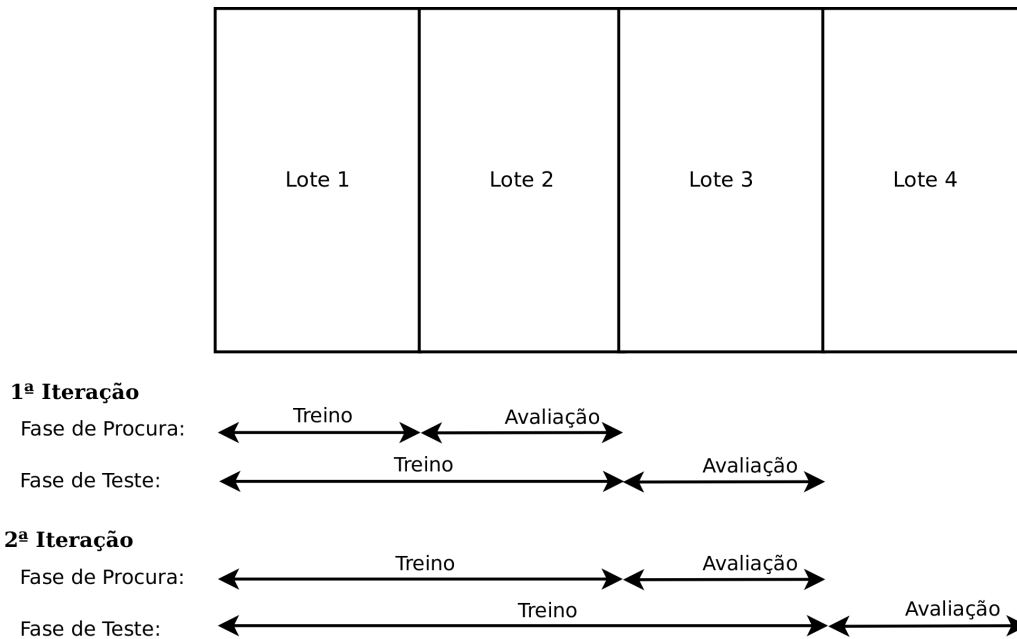 Lote 1
Lote 2
Lote 3
Lote 4
1ª Iteração
Fase de Procura:
Treino
Avaliação
Fase de Teste:
Treino
Avaliação
2ª Iteração
Fase de Procura:
Treino
Avaliação
Fase de Teste:
Treino
Avaliação